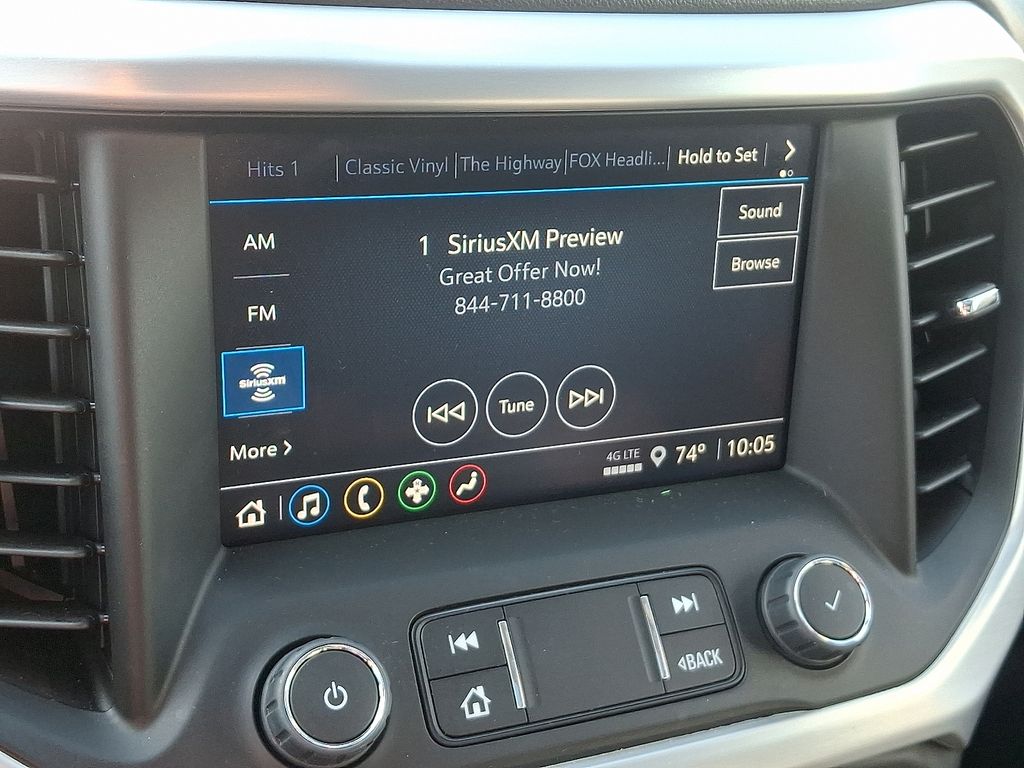 Hits 1 Classic Vinyl The Highway FOX Headli... Hold to Set
AM
1 SiriusXM Preview
Sound
Great Offer Now!
Browse
844-711-8800
FM
SiriusXM
Tune
More
4G LTE
74° 10:05
BACK